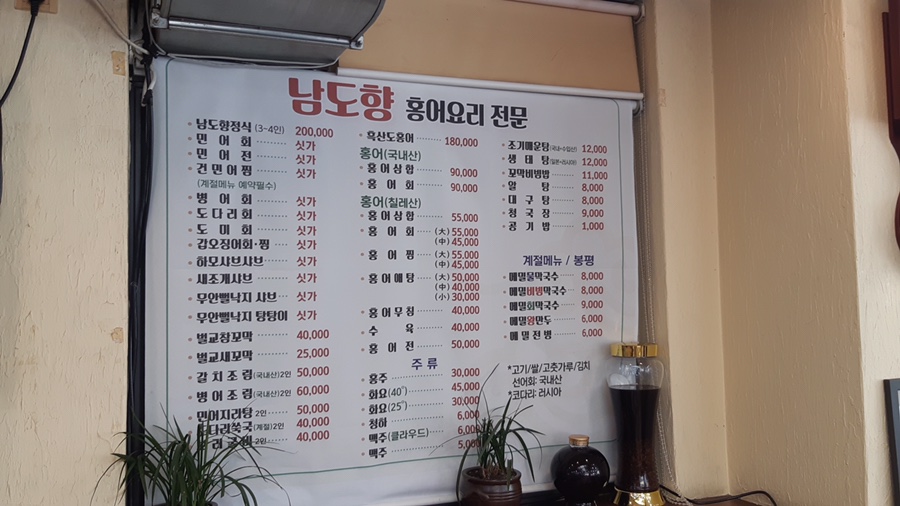 남도향 홍어요리 전문
남도향정식 (3-4인) 200,000
민어회 싯가
민어전 싯가
건민어찜 싯가
(계절메뉴 예약필수)
병어회 싯가
도다리회 싯가
도미회 싯가
갑오징어회·찜 싯가
하모샤브샤브 싯가
새조개샤브 싯가
무안뻘낙지 샤브 싯가
무안뻘낙지 탕탕이 싯가
벌교참꼬막 40,000
벌교새꼬막 25,000
갈치조림(국내산)2인 50,000
병어조림(국내산)2인 60,000
민어지리탕 2인 50,000
도다리쑥국(계절)2인 40,000
2인 40,000
흑산도홍어 180,000
홍어(국내산)
홍어삼합 90,000
홍어회 90,000
홍어(칠레산)
홍어삼합 55,000
홍어회 (大) 55,000
(中) 45,000
홍어찜 (大) 55,000
(中) 45,000
홍어애탕 (大) 50,000
(中) 40,000
(小) 30,000
홍어무침 40,000
수육 40,000
홍어전 50,000
주류
홍주 30,000
화요(40°) 45,000
화요(25°) 30,000
청하 6,000
맥주(클라우드) 6,000
맥주 5,000
조기매운탕(국내·수입산) 12,000
생태탕(일본·러시아) 12,000
꼬막비빔밥 11,000
알탕 8,000
대구탕 8,000
청국장 9,000
공기밥 1,000
계절메뉴 / 봉평
메밀물막국수 8,000
메밀비빔막국수 8,000
메밀회막국수 9,000
메밀왕만두 6,000
메밀전병 6,000
*고기/쌀/고춧가루/김치
선어회: 국내산
*코다리: 러시아